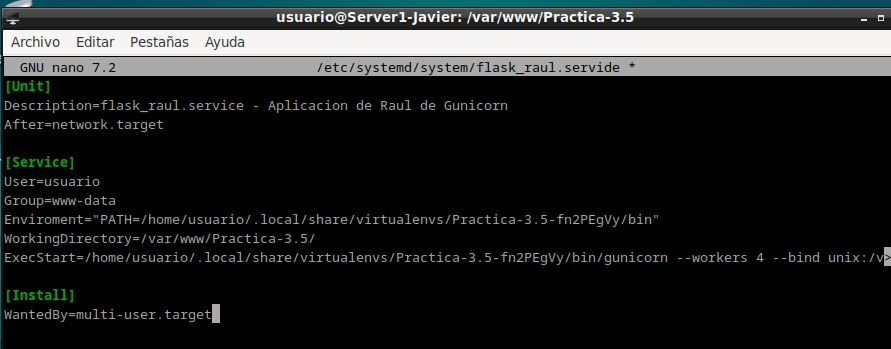 usuario@Server1-Javier: /var/www/Practica-3.5
Archivo Editar Pestañas Ayuda
GNU nano 7.2 /etc/systemd/system/flask_raul.servide *
[Unit]
Description=flask_raul.service - Aplicacion de Raul de Gunicorn
After=network.target
[Service]
User=usuario
Group=www-data
Enviroment="PATH=/home/usuario/.local/share/virtualenvs/Practica-3.5-fn2PEgVy/bin"
WorkingDirectory=/var/www/Practica-3.5/
ExecStart=/home/usuario/.local/share/virtualenvs/Practica-3.5-fn2PEgVy/bin/gunicorn --workers 4 --bind unix:/v>
[Install]
WantedBy=multi-user.target